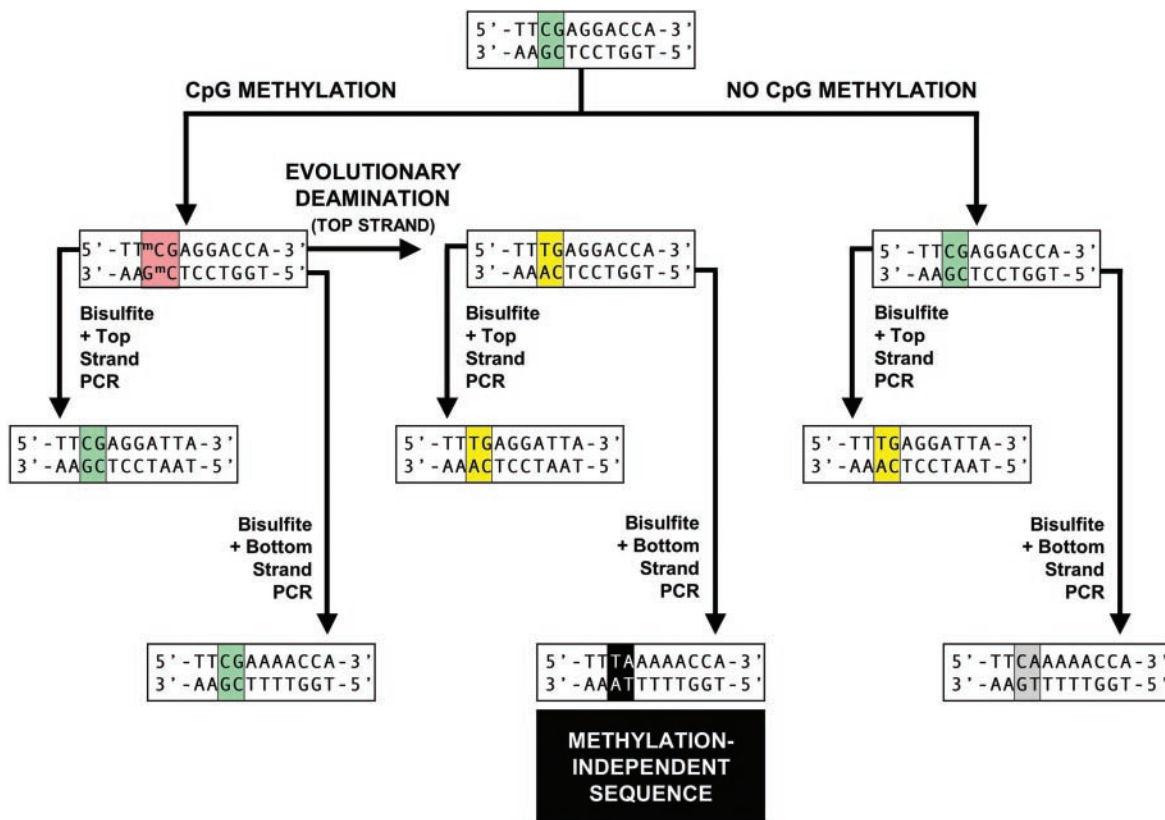 5'-TTCGAGGACCA-3'
3'-AAGCTCCTGGT-5'
CpG METHYLATION
NO CpG METHYLATION
EVOLUTIONARY
DEAMINATION
(TOP STRAND)
5'-TTmCGAGGACCA-3'
3'-AAGmCTCCTGGT-5'
5'-TTTGAGGACCA-3'
3'-AAACTCCTGGT-5'
5'-TTCGAGGACCA-3'
3'-AAGCTCCTGGT-5'
Bisulfite
+ Top
Strand
PCR
Bisulfite
+ Top
Strand
PCR
Bisulfite
+ Top
Strand
PCR
5'-TTCGAGGATTA-3'
3'-AAGCTCCTAAT-5'
5'-TTTGAGGATTA-3'
3'-AAACTCCTAAT-5'
5'-TTTGAGGATTA-3'
3'-AAACTCCTAAT-5'
Bisulfite
+ Bottom
Strand
PCR
Bisulfite
+ Bottom
Strand
PCR
Bisulfite
+ Bottom
Strand
PCR
5'-TTCGAAAACCA-3'
3'-AAGCTTTTGGT-5'
5'-TTTAAAAACCA-3'
3'-AAATTTTTGGT-5'
5'-TTCAAAAACCA-3'
3'-AAGTTTTTGGT-5'
METHYLATION-
INDEPENDENT
SEQUENCE